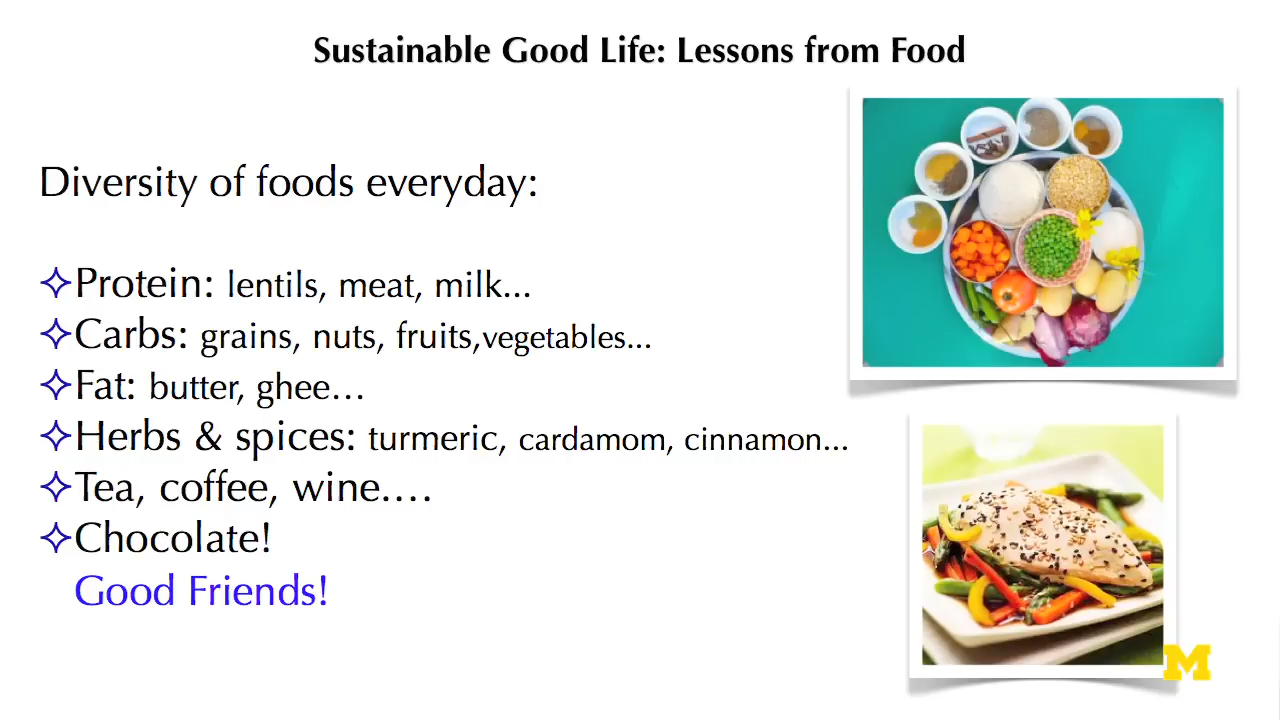 Sustainable Good Life: Lessons from Food
Diversity of foods everyday:
✧Protein: lentils, meat, milk...
✧Carbs: grains, nuts, fruits,vegetables...
✧Fat: butter, ghee…
✧Herbs & spices: turmeric, cardamom, cinnamon...
✧Tea, coffee, wine.…
✧Chocolate!
Good Friends!
M